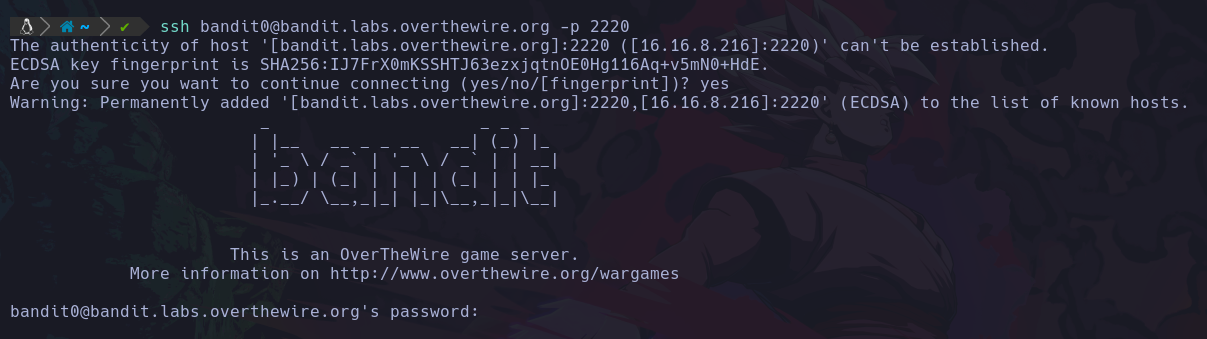 ssh bandit0@bandit.labs.overthewire.org -p 2220
The authenticity of host '[bandit.labs.overthewire.org]:2220 ([16.16.8.216]:2220)' can't be established.
ECDSA key fingerprint is SHA256:IJ7FrX0mKSSHTJ63ezxjqtnOE0Hg116Aq+v5mN0+HdE.
Are you sure you want to continue connecting (yes/no/[fingerprint])? yes
Warning: Permanently added '[bandit.labs.overthewire.org]:2220,[16.16.8.216]:2220' (ECDSA) to the list of known hosts.
bandit
This is an OverTheWire game server.
More information on http://www.overthewire.org/wargames
bandit0@bandit.labs.overthewire.org's password: